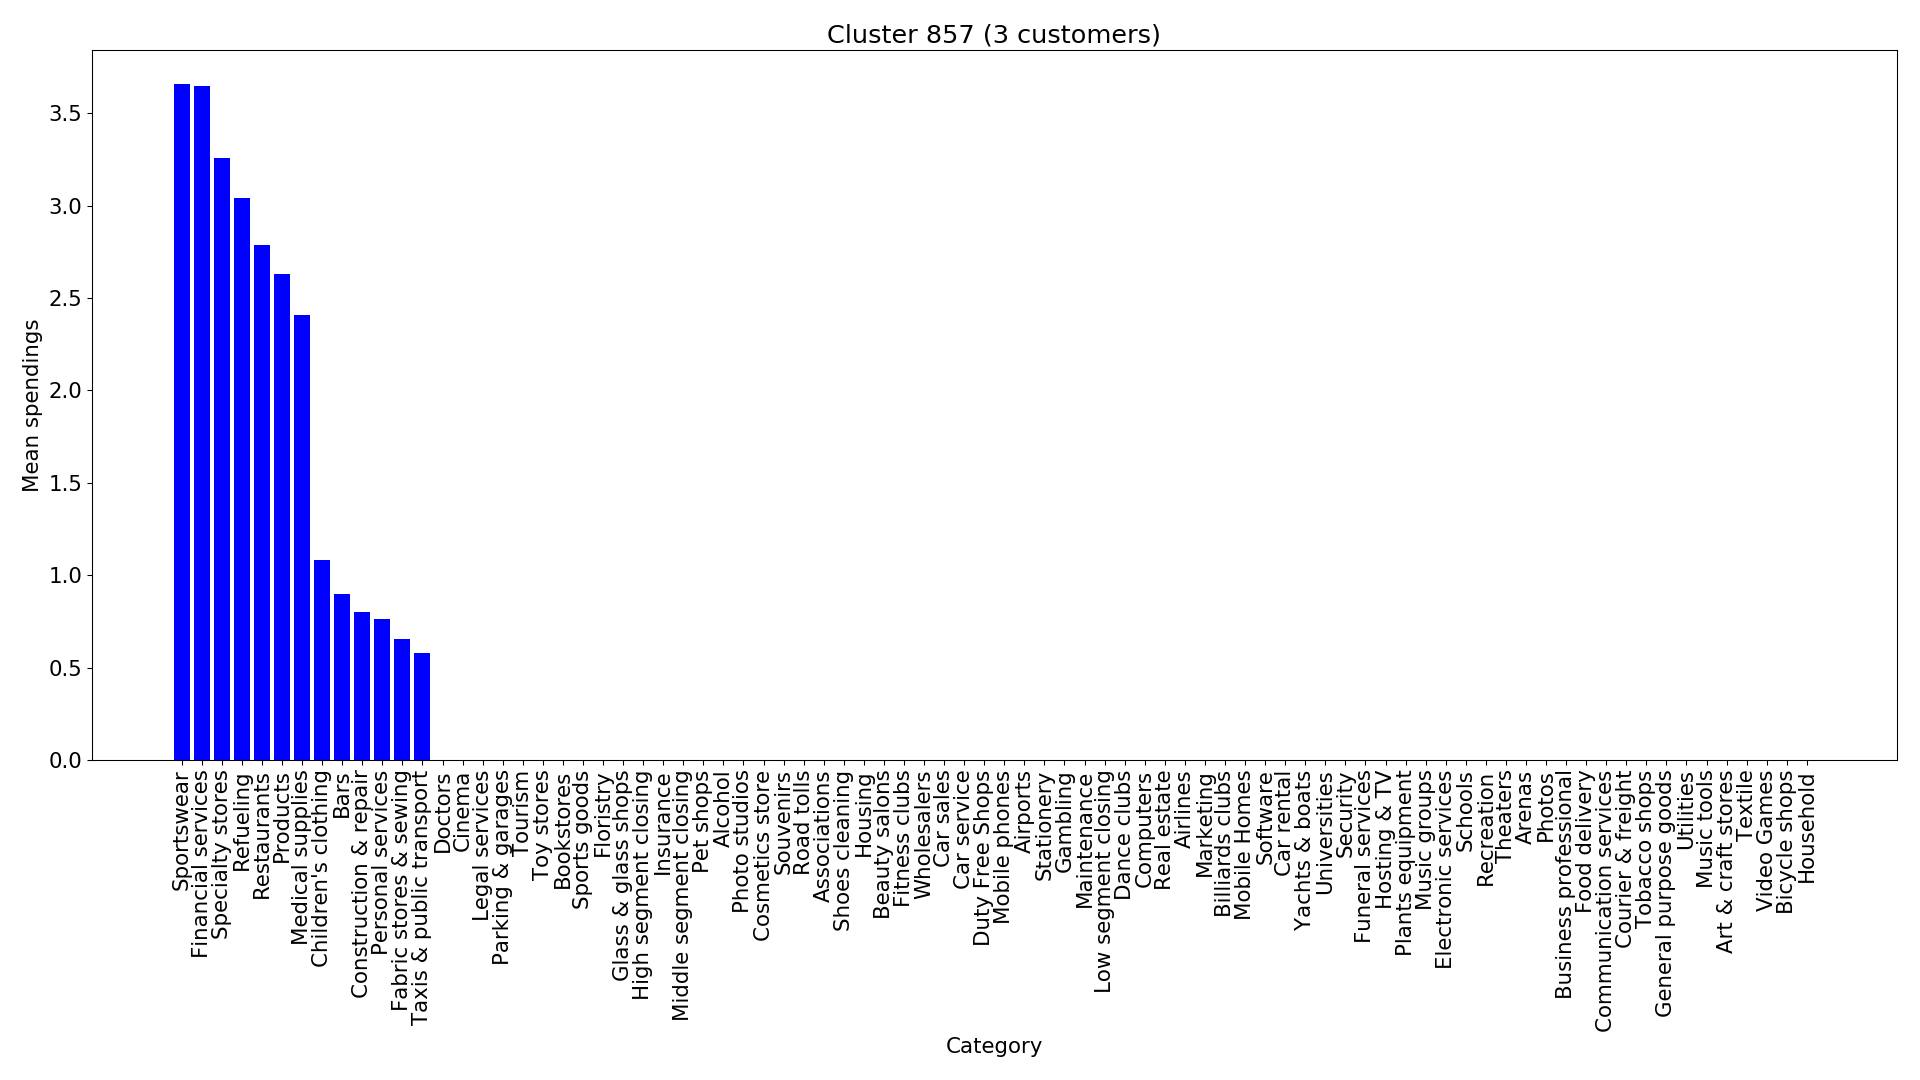 Cluster 857 (3 customers)
Mean spendings
3.5
3.0
2.5
2.0
1.5
1.0
0.5
0.0
Sportswear
Financial services
Specialty stores
Refueling
Restaurants
Products
Medical supplies
Children's clothing
Bars
Construction & repair
Personal services
Fabric stores & sewing
Taxis & public transport
Doctors
Cinema
Legal services
Parking & garages
Tourism
Toy stores
Bookstores
Sports goods
Floristry
Glass & glass shops
High segment closing
Insurance
Middle segment closing
Pet shops
Alcohol
Photo studios
Cosmetics store
Souvenirs
Road tolls
Associations
Shoes cleaning
Housing
Beauty salons
Fitness clubs
Wholesalers
Car sales
Car service
Duty Free Shops
Mobile phones
Airports
Stationery
Gambling
Maintenance
Low segment closing
Dance clubs
Computers
Real estate
Airlines
Marketing
Billiards clubs
Mobile Homes
Software
Car rental
Yachts & boats
Universities
Security
Funeral services
Hosting & TV
Plants equipment
Music groups
Electronic services
Schools
Recreation
Theaters
Arenas
Photos
Business professional
Food delivery
Communication services
Courier & freight
Tobacco shops
General purpose goods
Utilities
Music tools
Art & craft stores
Textile
Video Games
Bicycle shops
Household
Category